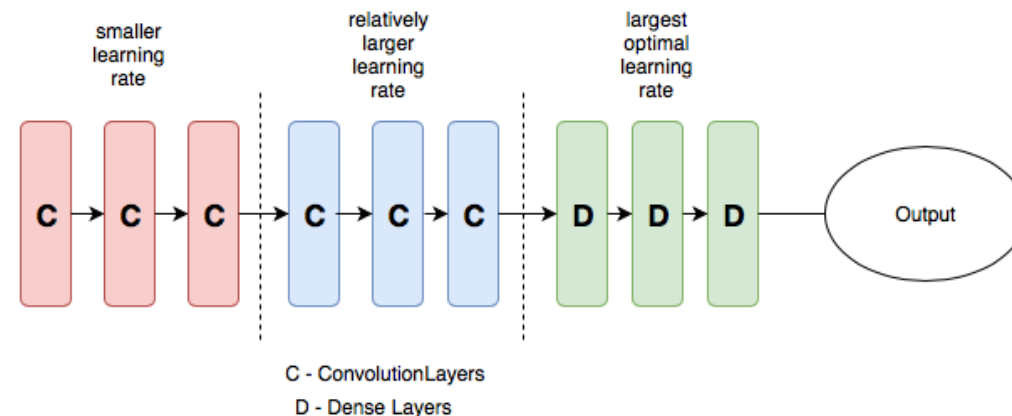 smaller
learning
rate
relatively
larger
learning
rate
largest
optimal
learning
rate
C
C
C
C
C
C
D
D
D
Output
C - ConvolutionLayers
D - Dense Layers